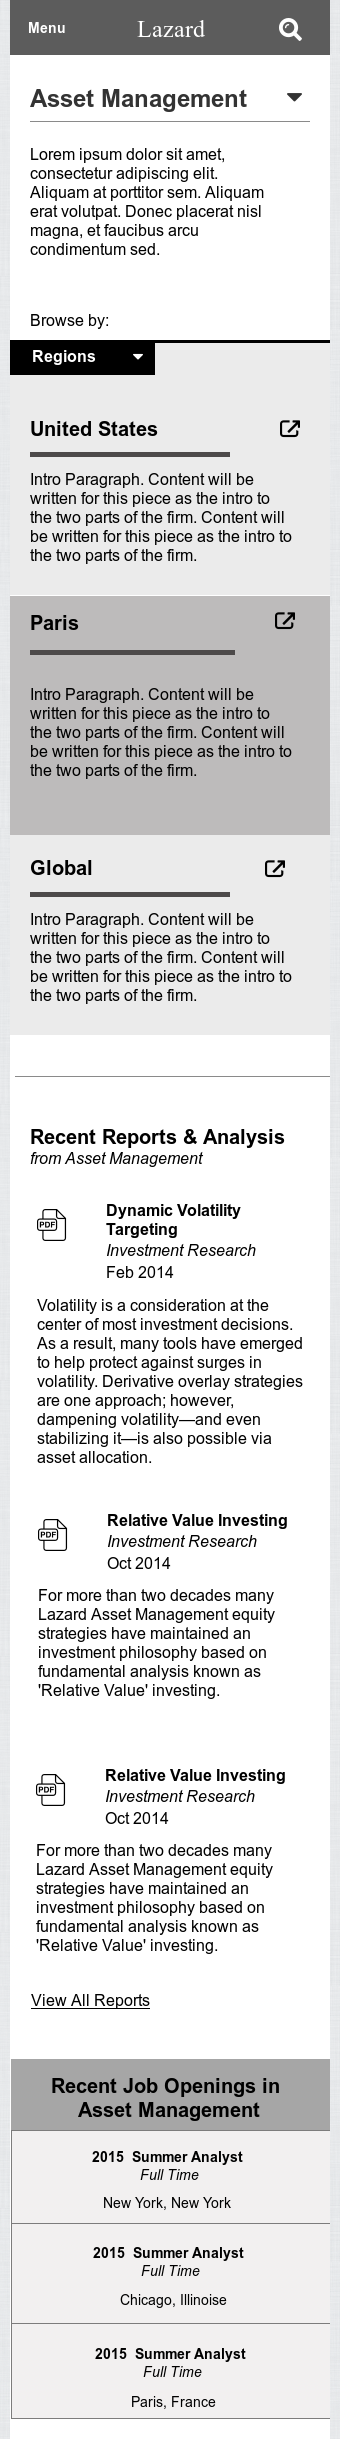 Menu
Lazard
Asset Management
Lorem ipsum dolor sit amet,
consectetur adipiscing elit.
Aliquam at porttitor sem. Aliquam
erat volutpat. Donec placerat nisl
magna, et faucibus arcu
condimentum sed.
Browse by:
Regions
United States
Intro Paragraph. Content will be
written for this piece as the intro to
the two parts of the firm. Content will
be written for this piece as the intro to
the two parts of the firm.
Paris
Intro Paragraph. Content will be
written for this piece as the intro to
the two parts of the firm. Content will
be written for this piece as the intro to
the two parts of the firm.
Global
Intro Paragraph. Content will be
written for this piece as the intro to
the two parts of the firm. Content will
be written for this piece as the intro to
the two parts of the firm.
Recent Reports & Analysis
from Asset Management
PDF
Dynamic Volatility
Targeting
Investment Research
Feb 2014
Volatility is a consideration at the
center of most investment decisions.
As a result, many tools have emerged
to help protect against surges in
volatility. Derivative overlay strategies
are one approach; however,
dampening volatility—and even
stabilizing it—is also possible via
asset allocation.
PDF
Relative Value Investing
Investment Research
Oct 2014
For more than two decades many
Lazard Asset Management equity
strategies have maintained an
investment philosophy based on
fundamental analysis known as
'Relative Value' investing.
PDF
Relative Value Investing
Investment Research
Oct 2014
For more than two decades many
Lazard Asset Management equity
strategies have maintained an
investment philosophy based on
fundamental analysis known as
'Relative Value' investing.
View All Reports
Recent Job Openings in
Asset Management
2015 Summer Analyst
Full Time
New York, New York
2015 Summer Analyst
Full Time
Chicago, Illinoise
2015 Summer Analyst
Full Time
Paris, France